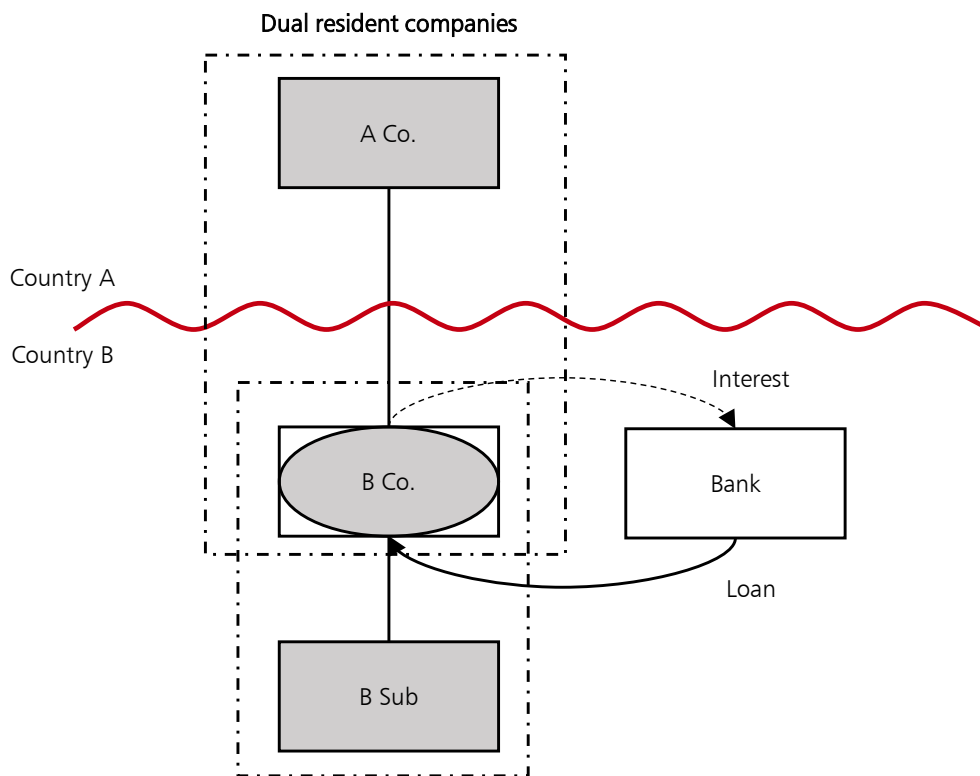 Dual resident companies
A Co.
Country A
Country B
Interest
B Co.
Bank
Loan
B Sub